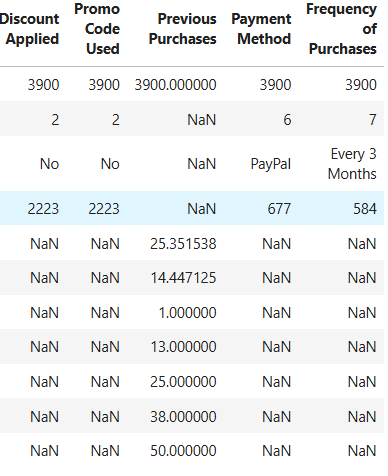 Discount Applied Promo Code Used Previous Purchases Payment Method Frequency of Purchases
3900 3900 3900.000000 3900 3900
2 2 NaN 6 7
No No NaN PayPal Every 3 Months
2223 2223 NaN 677 584
NaN NaN 25.351538 NaN NaN
NaN NaN 14.447125 NaN NaN
NaN NaN 1.000000 NaN NaN
NaN NaN 13.000000 NaN NaN
NaN NaN 25.000000 NaN NaN
NaN NaN 38.000000 NaN NaN
NaN NaN 50.000000 NaN NaN